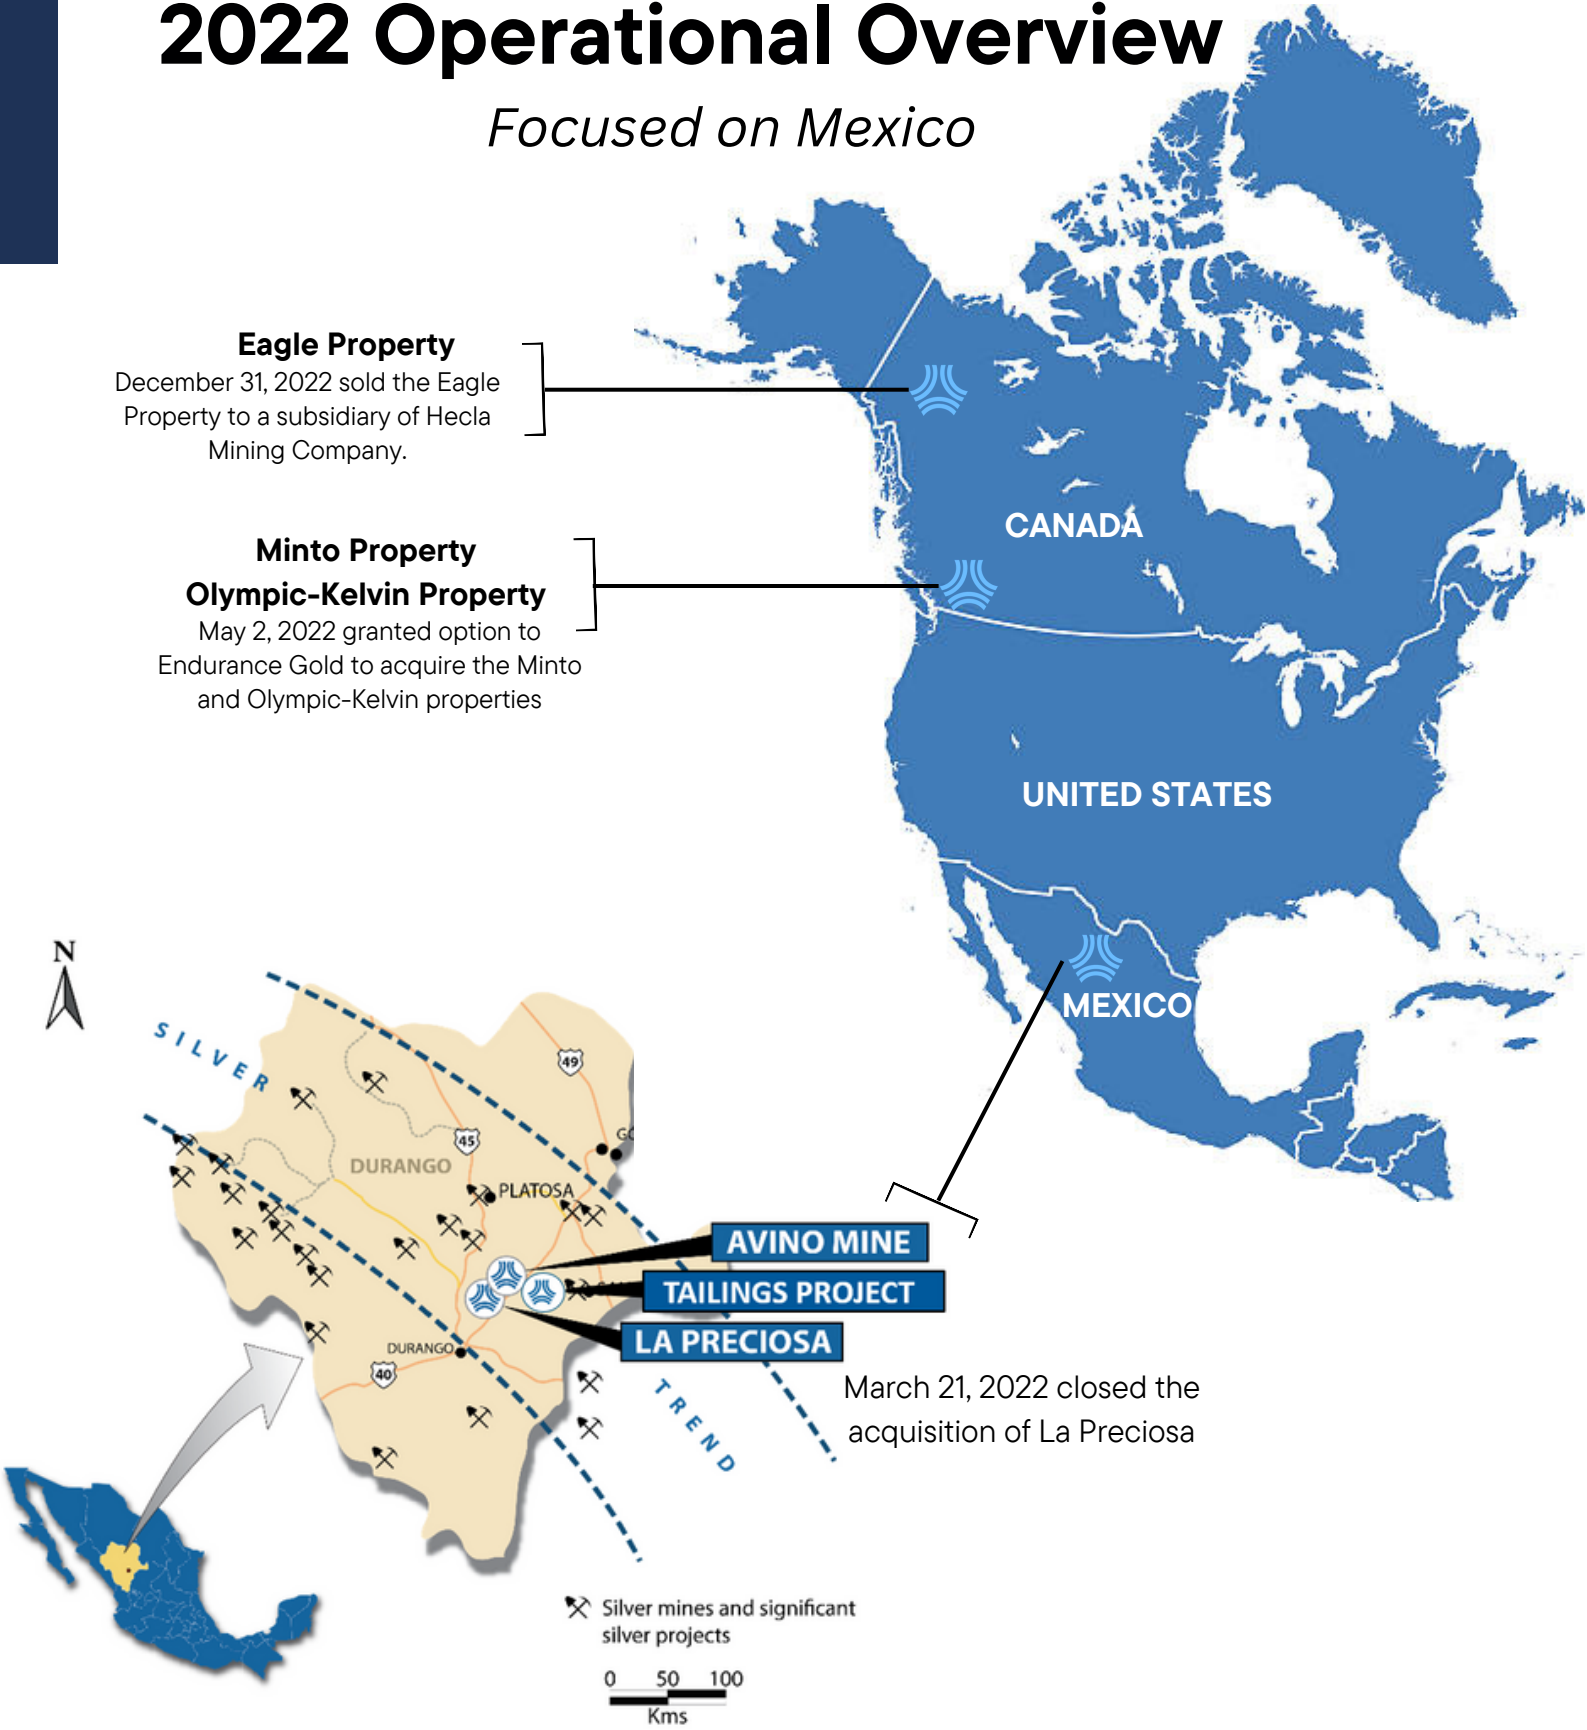 2022 Operational Overview
Focused on Mexico
Eagle Property
December 31, 2022 sold the Eagle
Property to a subsidiary of Hecla
Mining Company.
Minto Property
Olympic-Kelvin Property
May 2, 2022 granted option to
Endurance Gold to acquire the Minto
and Olympic-Kelvin properties
CANADA
UNITED STATES
MEXICO
N
SILVER
49
45
GO
DURANGO
PLATOSA
AVINO MINE
TAILINGS PROJECT
LA PRECIOSA
DURANGO
40
TREND
March 21, 2022 closed the
acquisition of La Preciosa
Silver mines and significant
silver projects
0 50 100
Kms